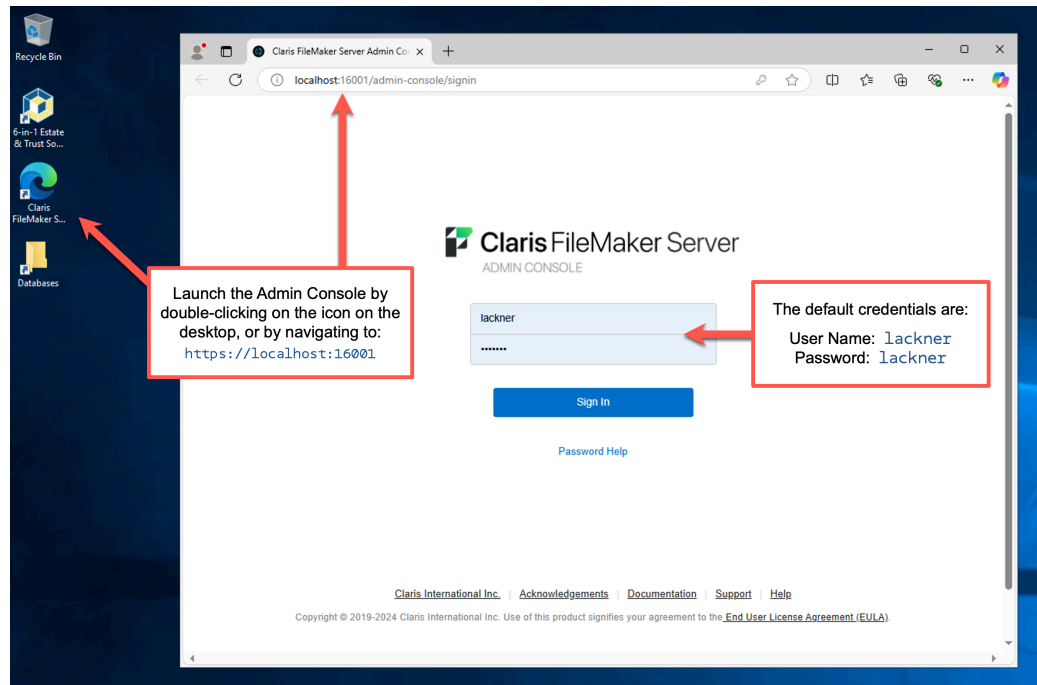 Recycle Bin
6-in-1 Estate
& Trust So...
Claris
FileMaker S...
Databases
Claris FileMaker Server Admin Co
localhost:16001/admin-console/signin
Claris FileMaker Server
ADMIN CONSOLE
lackner
•••••••
Sign In
Password Help
Launch the Admin Console by
double-clicking on the icon on the
desktop, or by navigating to:
https://localhost:16001
The default credentials are:
User Name: lackner
Password: lackner
Claris International Inc. | Acknowledgements | Documentation | Support | Help
Copyright © 2019-2024 Claris International Inc. Use of this product signifies your agreement to the End User License Agreement (EULA).